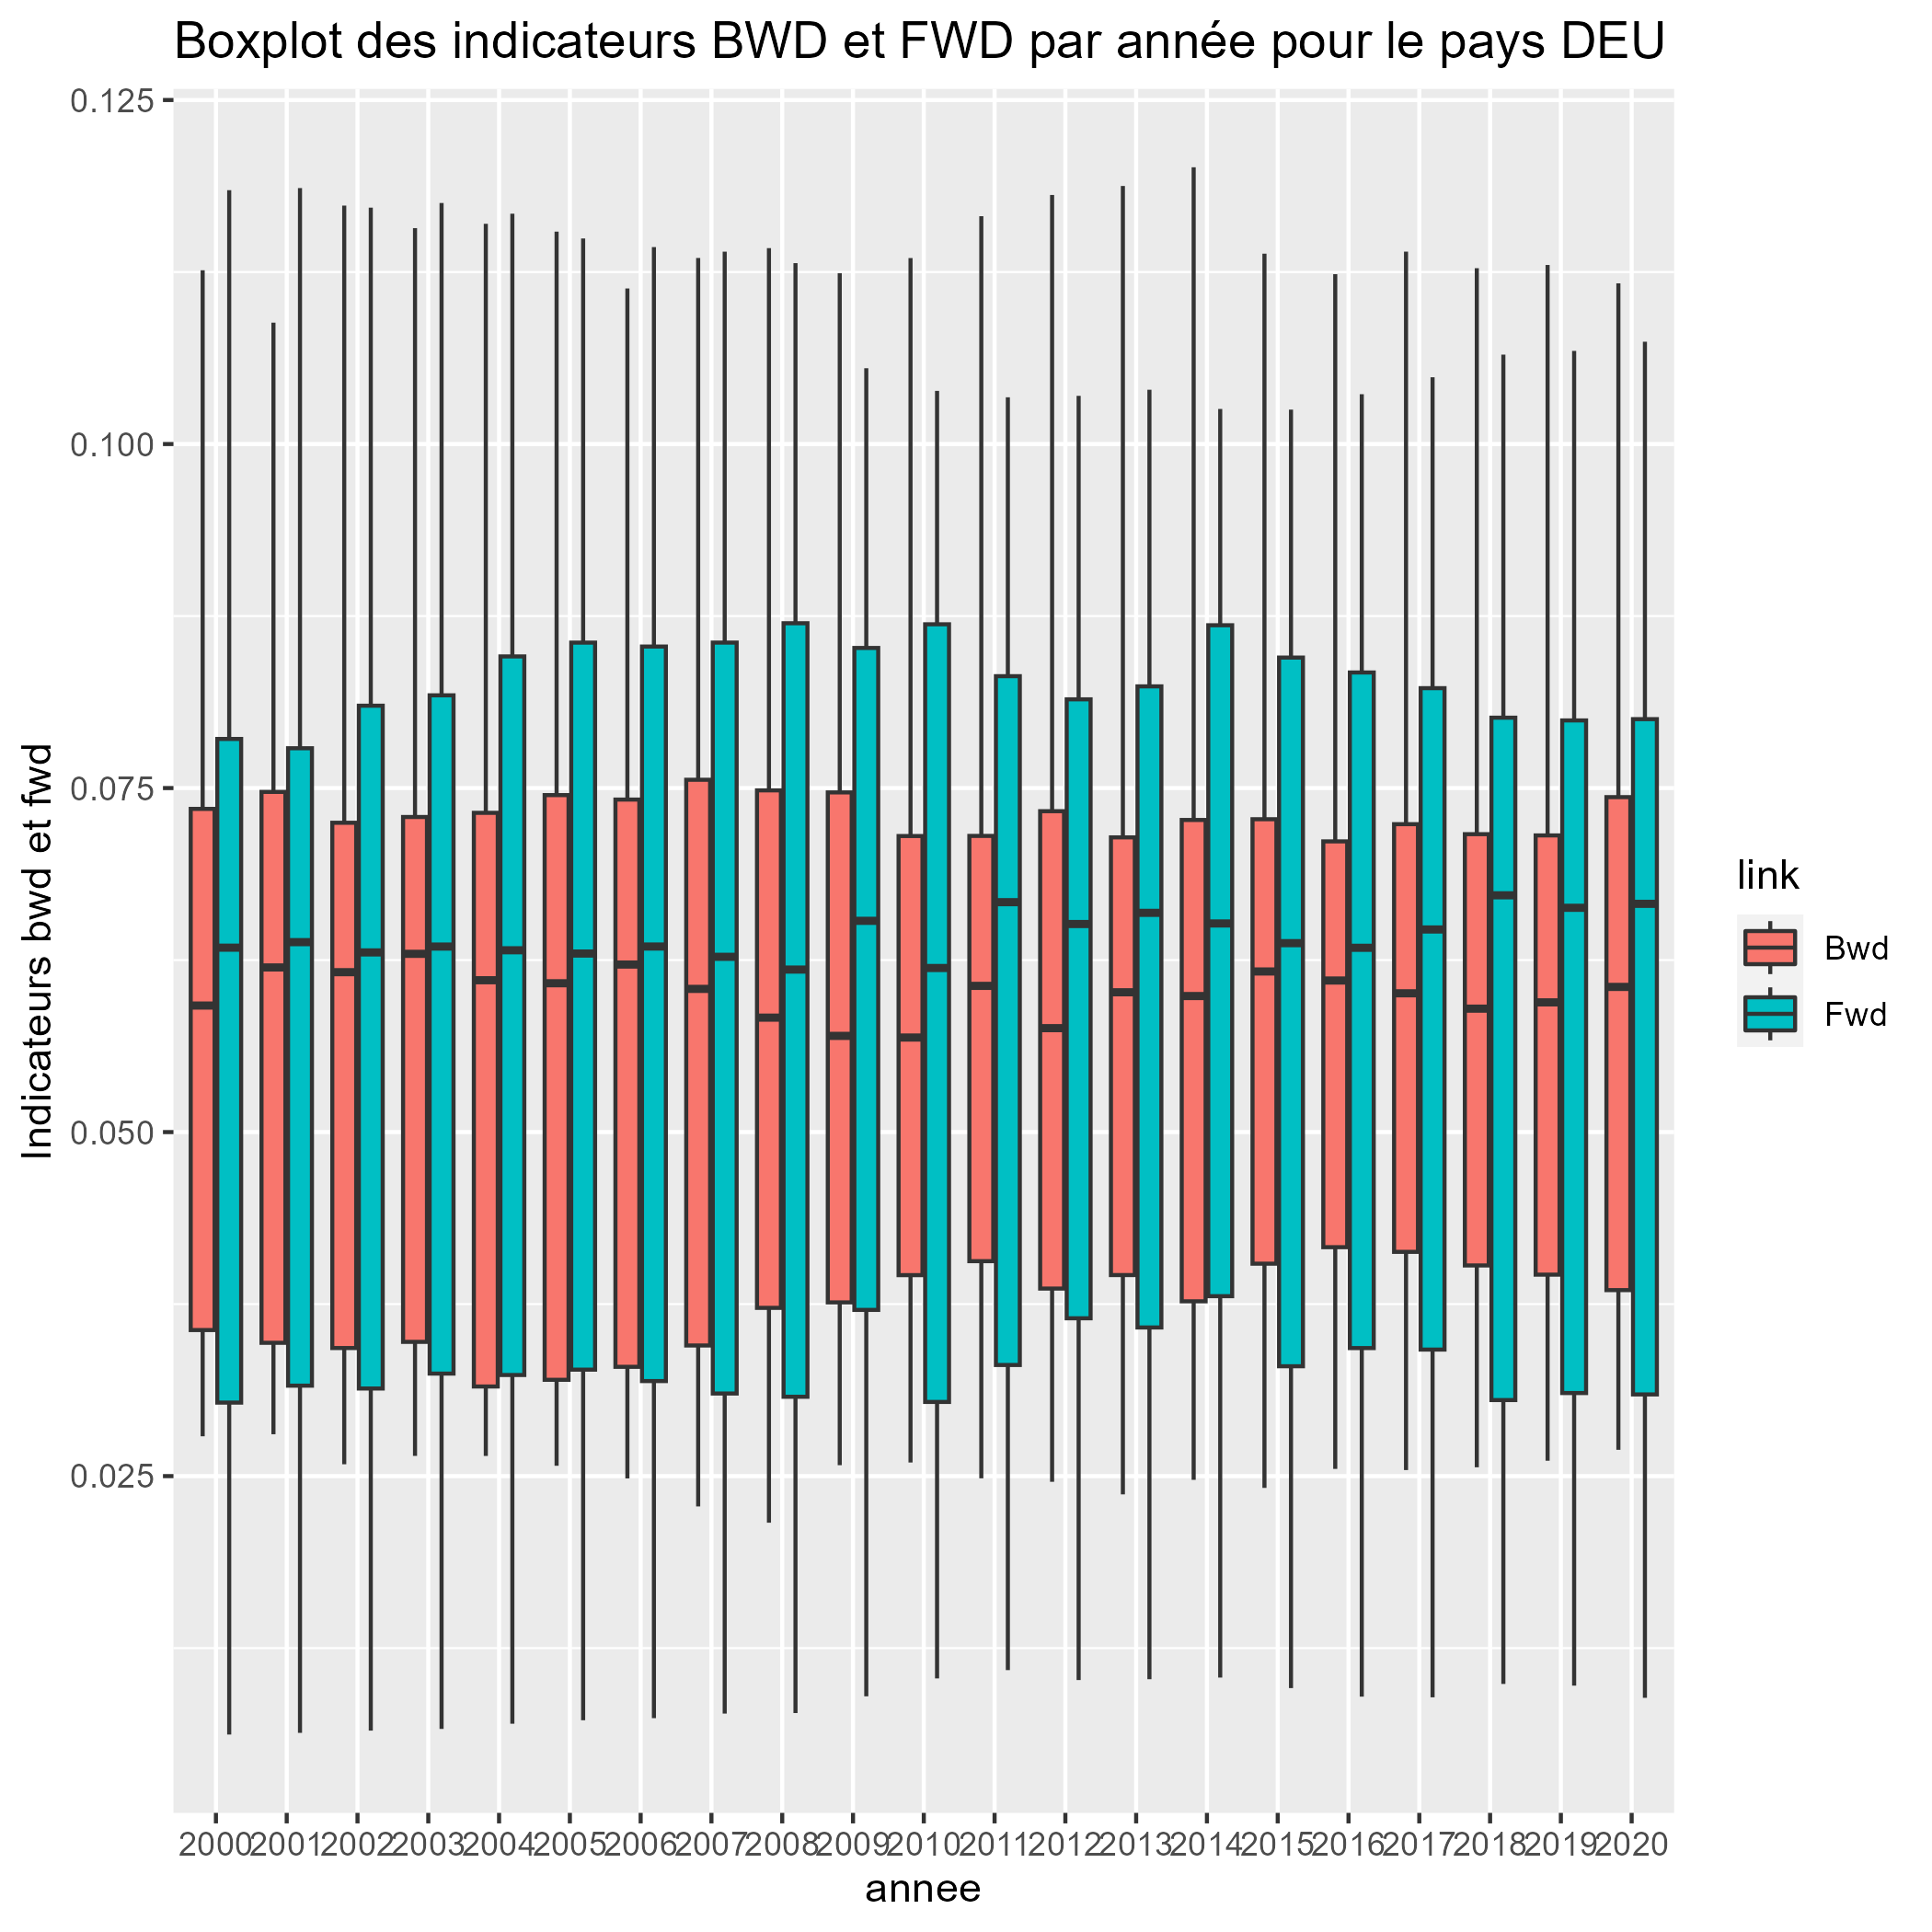 Boxplot des indicateurs BWD et FWD par année pour le pays DEU
0.125
0.100
0.075
0.050
0.025
Indicateurs bwd et fwd
2000 2001 2002 2003 2004 2005 2006 2007 2008 2009 2010 2011 2012 2013 2014 2015 2016 2017 2018 2019 2020
annee
link
Bwd
Fwd